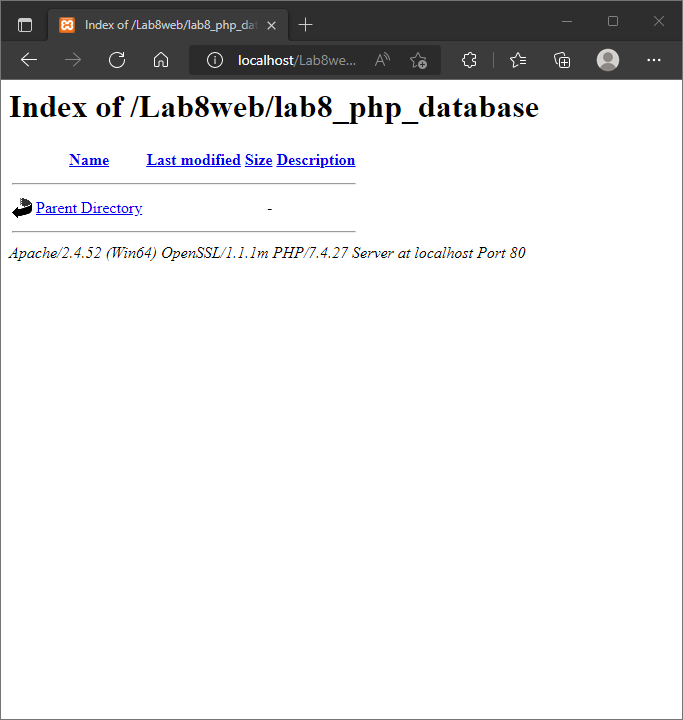 Index of /Lab8web/lab8_php_dat
localhost/Lab8we...
Index of /Lab8web/lab8_php_database
Name Last modified Size Description
Parent Directory -
Apache/2.4.52 (Win64) OpenSSL/1.1.1m PHP/7.4.27 Server at localhost Port 80